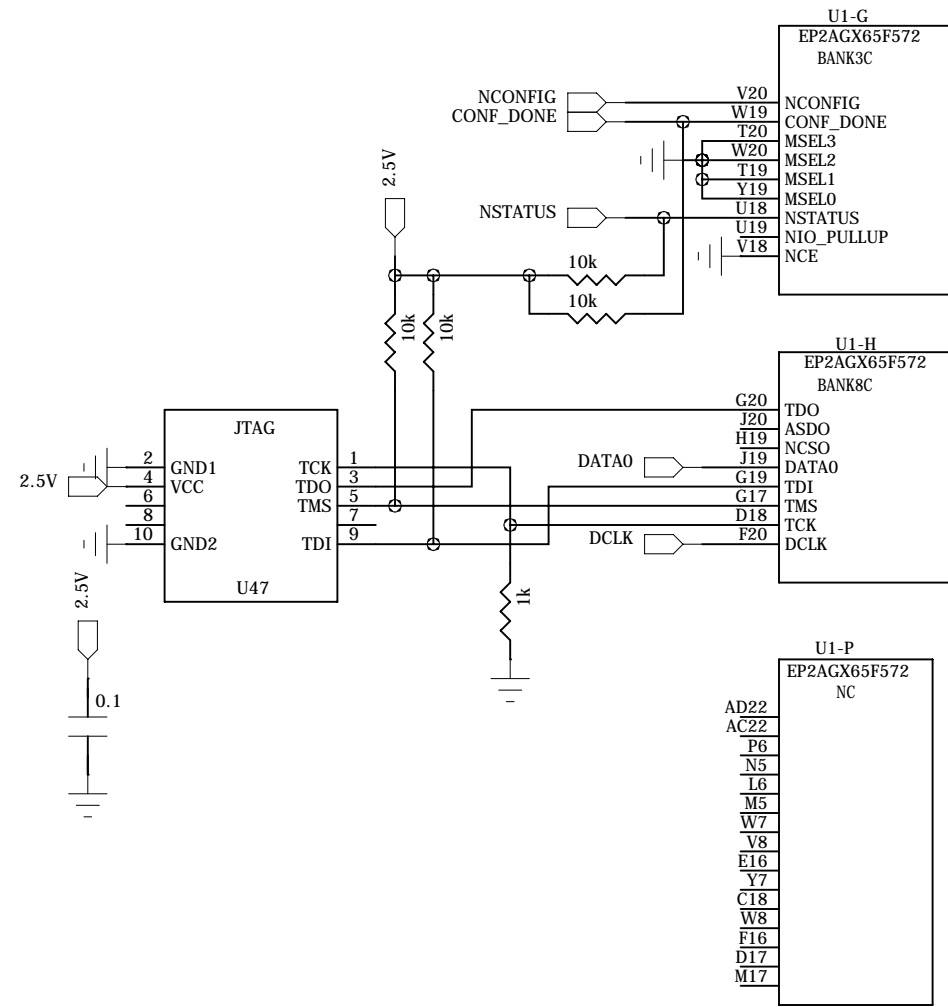 U1-G
EP2AGX65F572
BANK3C
NCONFIG
V20
NCONFIG
CONF_DONE
W19
CONF_DONE
T20
MSEL3
W20
MSEL2
T19
MSEL1
Y19
MSEL0
NSTATUS
U18
NSTATUS
U19
NIO_PULLUP
V18
NCE
2.5V
10k
10k
10k
10k
U1-H
EP2AGX65F572
BANK8C
G20
TDO
J20
ASDO
H19
NCSO
DATA0
J19
DATA0
G19
TDI
G17
TMS
D18
TCK
DCLK
F20
DCLK
JTAG
2
GND1
TCK
1
2.5V
4
VCC
TDO
3
6
TMS
5
8
7
10
GND2
TDI
9
U47
2.5V
1k
0.1
U1-P
EP2AGX65F572
NC
AD22
AC22
P6
N5
L6
M5
W7
V8
E16
Y7
C18
W8
F16
D17
M17